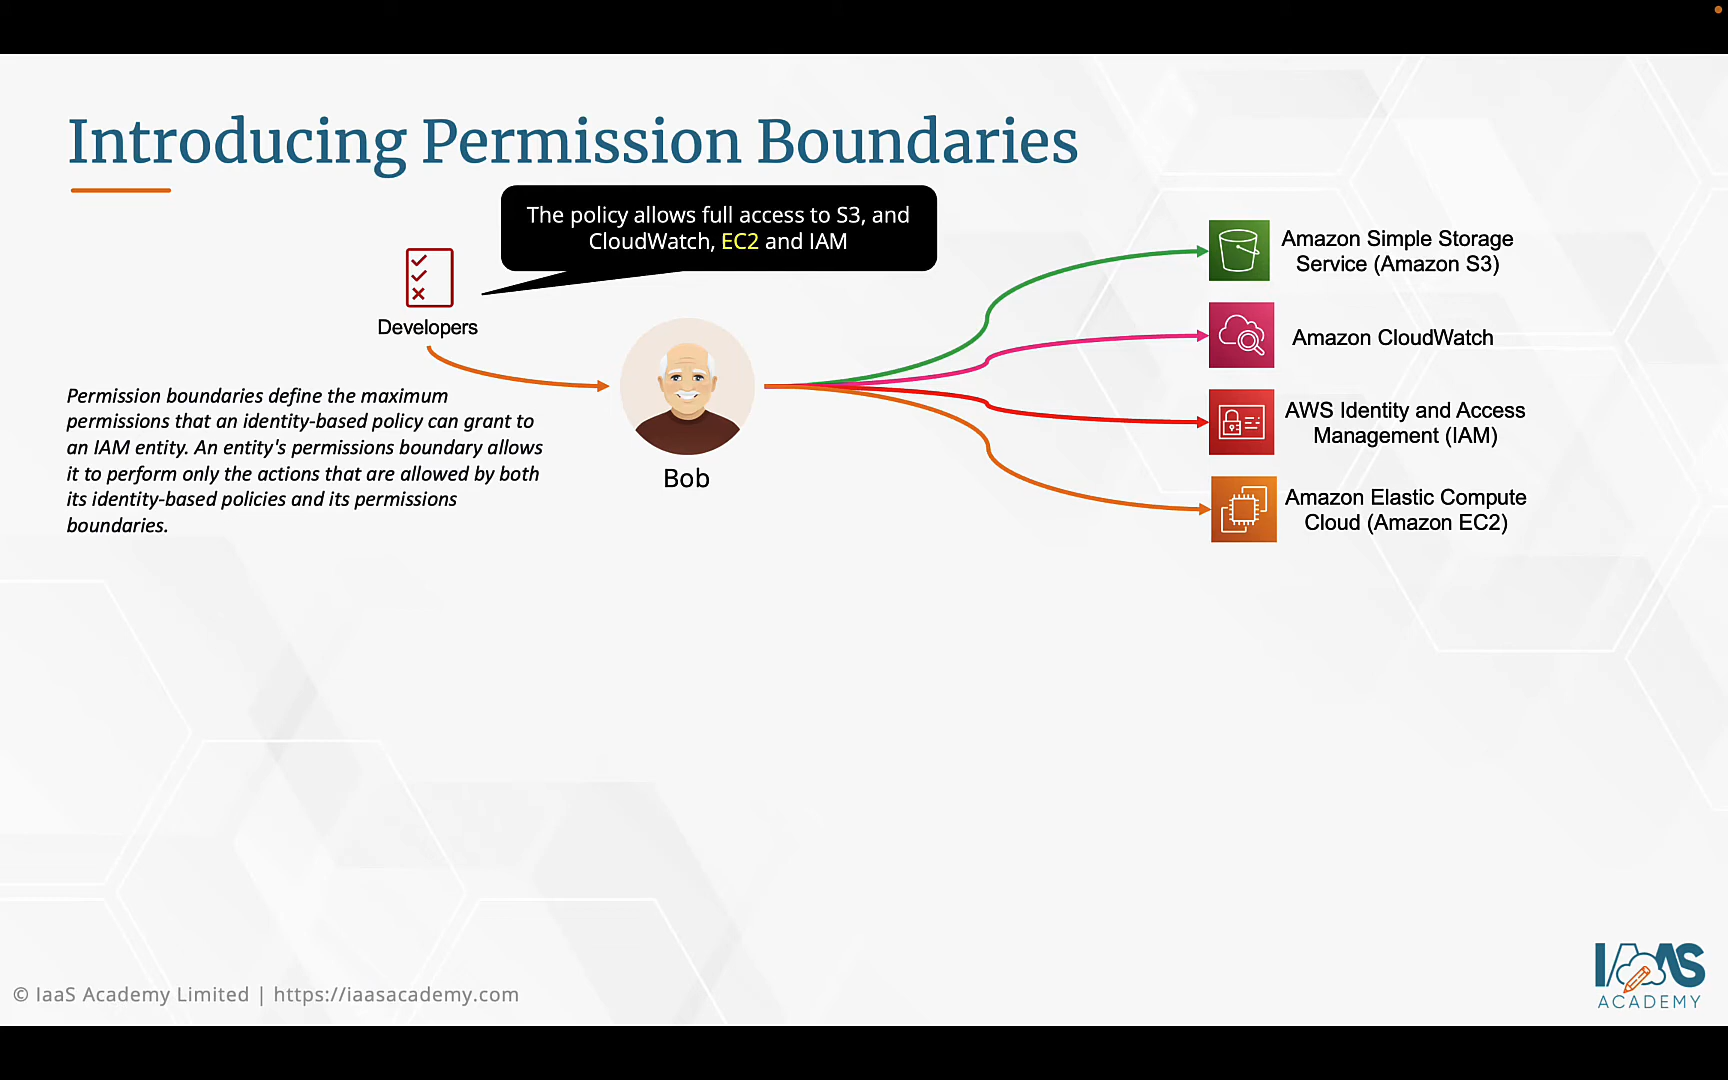 Introducing Permission Boundaries
The policy allows full access to S3, and
CloudWatch, EC2 and IAM
Developers
Permission boundaries define the maximum
permissions that an identity-based policy can grant to
an IAM entity. An entity's permissions boundary allows
it to perform only the actions that are allowed by both
its identity-based policies and its permissions
boundaries.
Bob
Amazon Simple Storage
Service (Amazon S3)
Amazon CloudWatch
AWS Identity and Access
Management (IAM)
Amazon Elastic Compute
Cloud (Amazon EC2)
© IaaS Academy Limited | https://iaasacademy.com
IAAS
ACADEMY